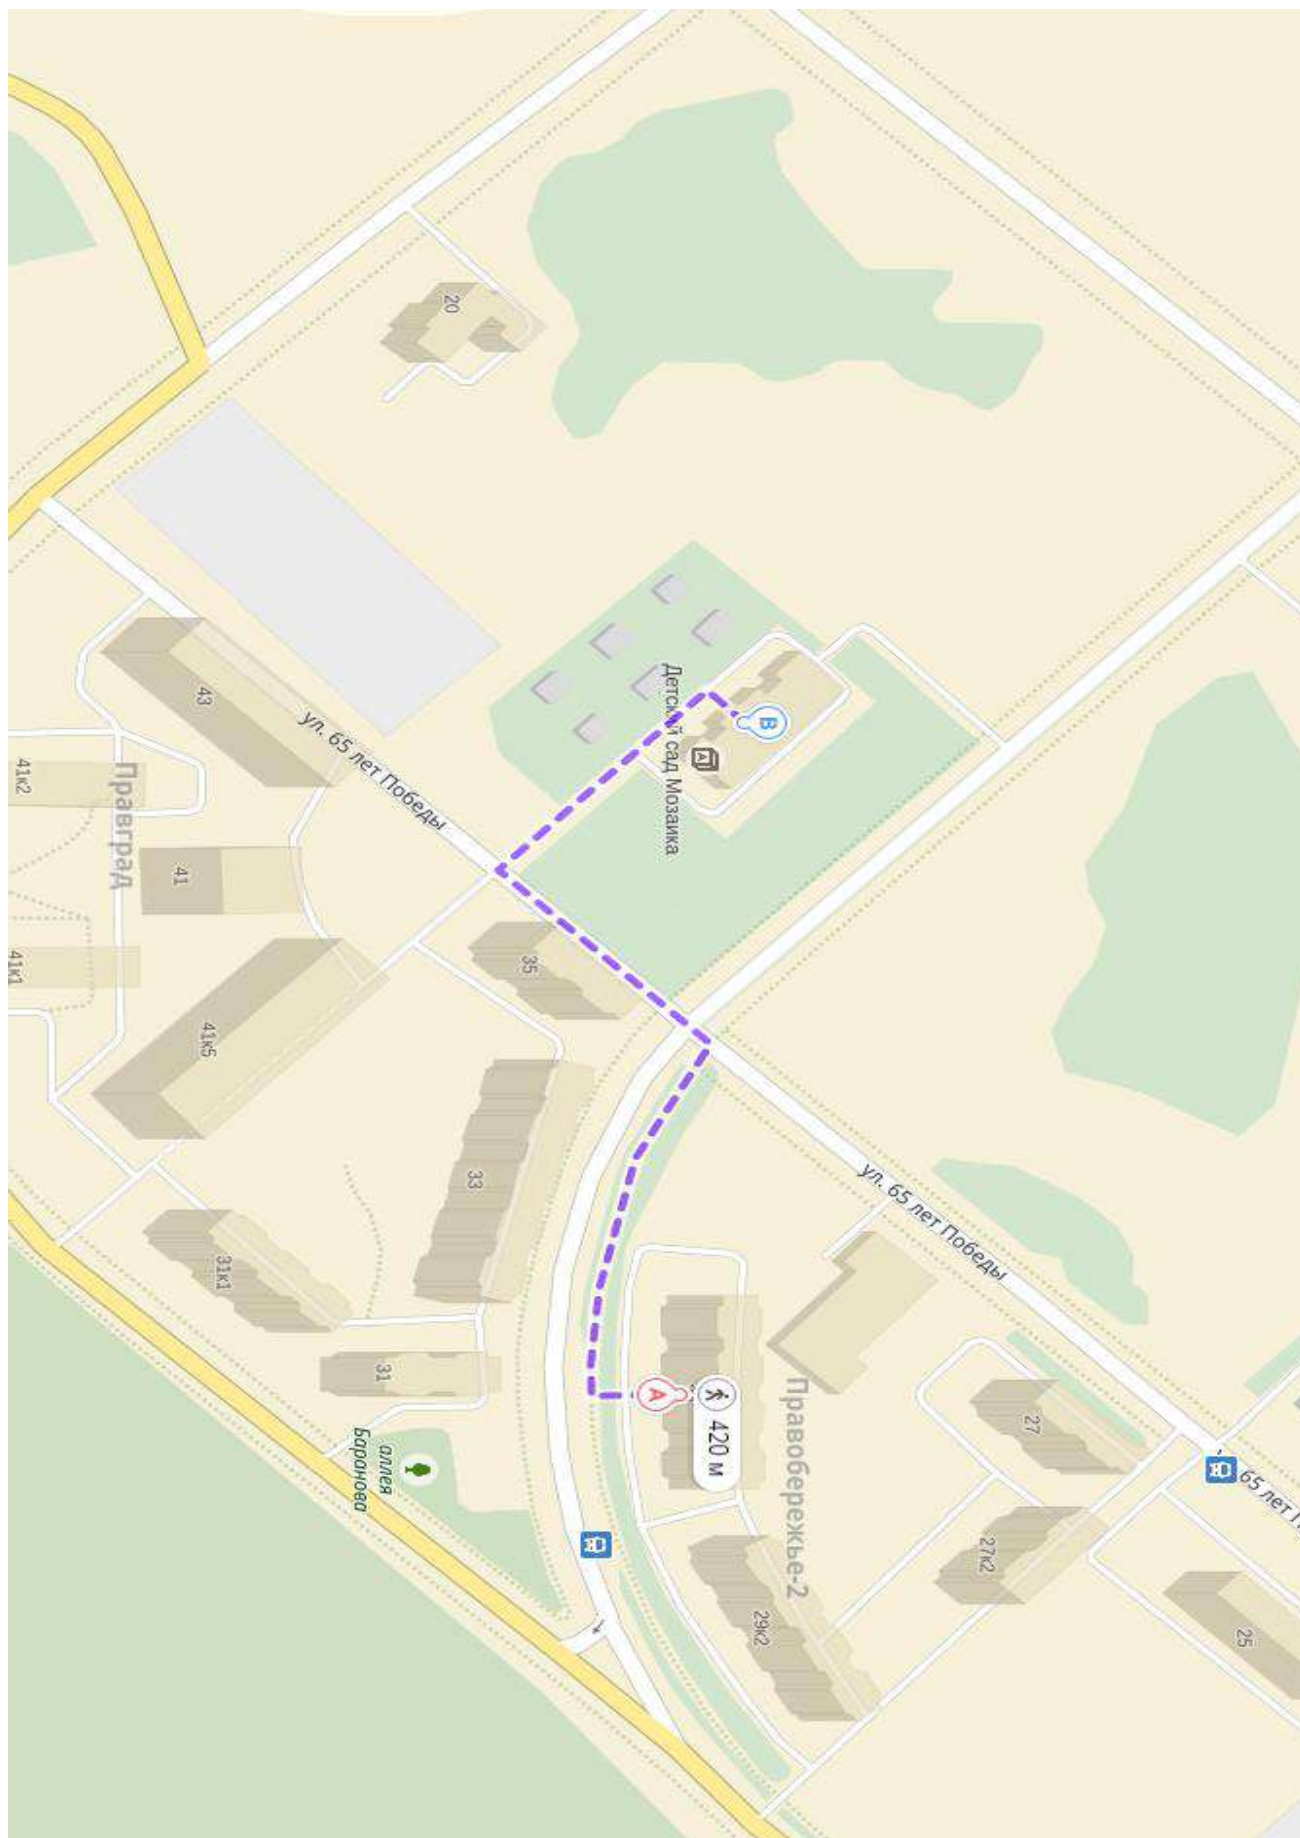 20
43
ул. 65 лет Победы
41к2
Правград
41
41к1
41к5
35
Детский сад Мозаика
A
B
33
31к1
31
аллея
Баранова
A
420 м
Правобережье-2
ул. 65 лет Победы
27
27к2
29к2
25
65 лет